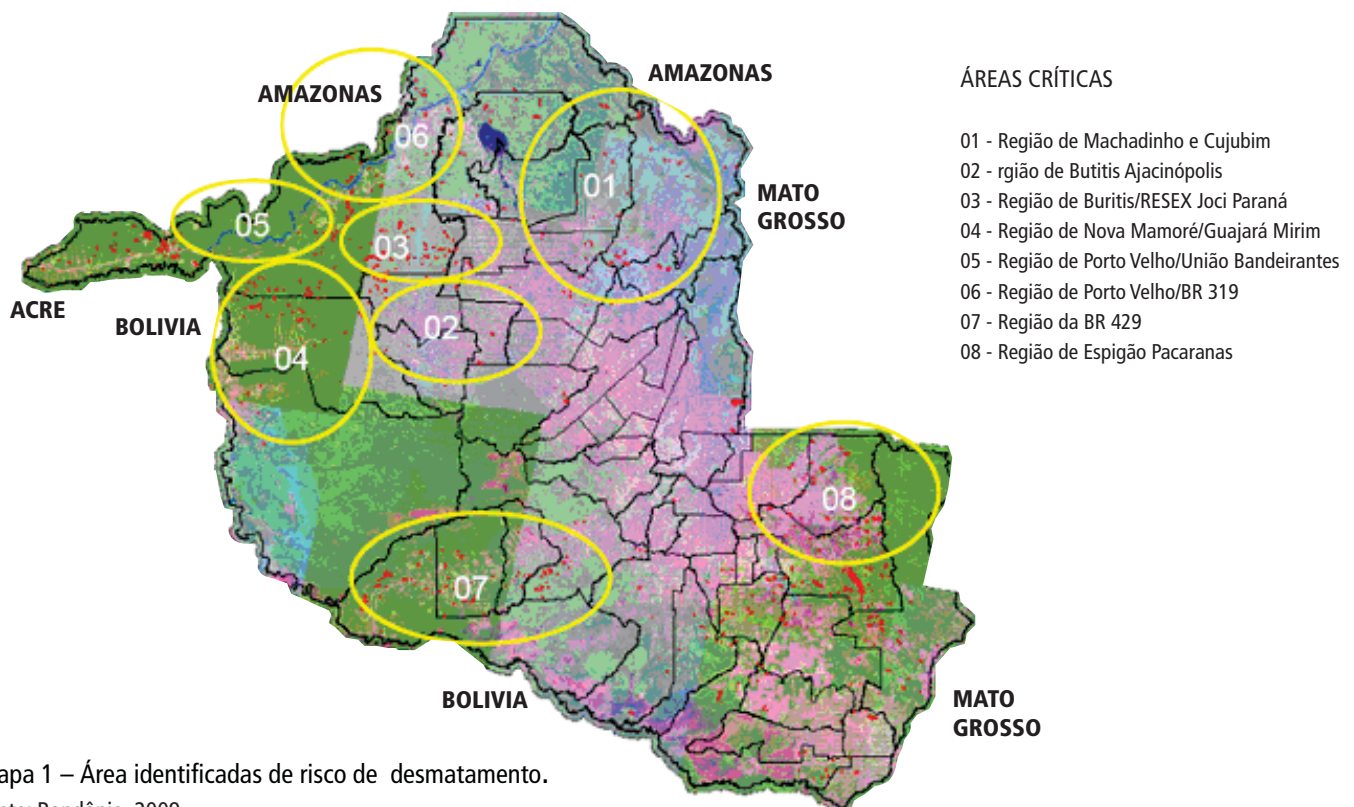 AMAZONAS
AMAZONAS
06
01
MATO
GROSSO
05
03
ACRE
BOLIVIA
02
04
08
07
BOLIVIA
MATO
GROSSO
ÁREAS CRÍTICAS
01 - Região de Machadinho e Cujubim
02 - rgião de Butitis Ajacinópolis
03 - Região de Buritis/RESEX Joci Paraná
04 - Região de Nova Mamoré/Guajará Mirim
05 - Região de Porto Velho/União Bandeirantes
06 - Região de Porto Velho/BR 319
07 - Região da BR 429
08 - Região de Espigão Pacaranas
apa 1 – Área identificadas de risco de desmatamento.